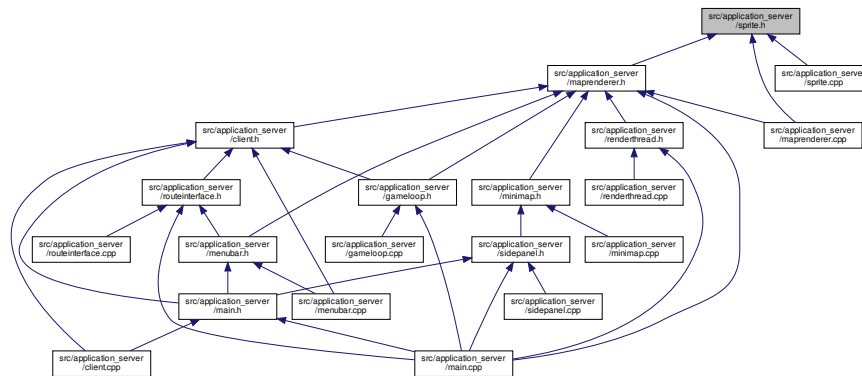 src/application_server
/sprite.h
src/application_server
/maprenderer.h
src/application_server
/sprite.cpp
src/application_server
/client.h
src/application_server
/renderthread.h
src/application_server
/maprenderer.cpp
src/application_server
/routeinterface.h
src/application_server
/gameloop.h
src/application_server
/minimap.h
src/application_server
/renderthread.cpp
src/application_server
/routeinterface.cpp
src/application_server
/menubar.h
src/application_server
/gameloop.cpp
src/application_server
/sidepanel.h
src/application_server
/minimap.cpp
src/application_server
/main.h
src/application_server
/menubar.cpp
src/application_server
/sidepanel.cpp
src/application_server
/client.cpp
src/application_server
/main.cpp